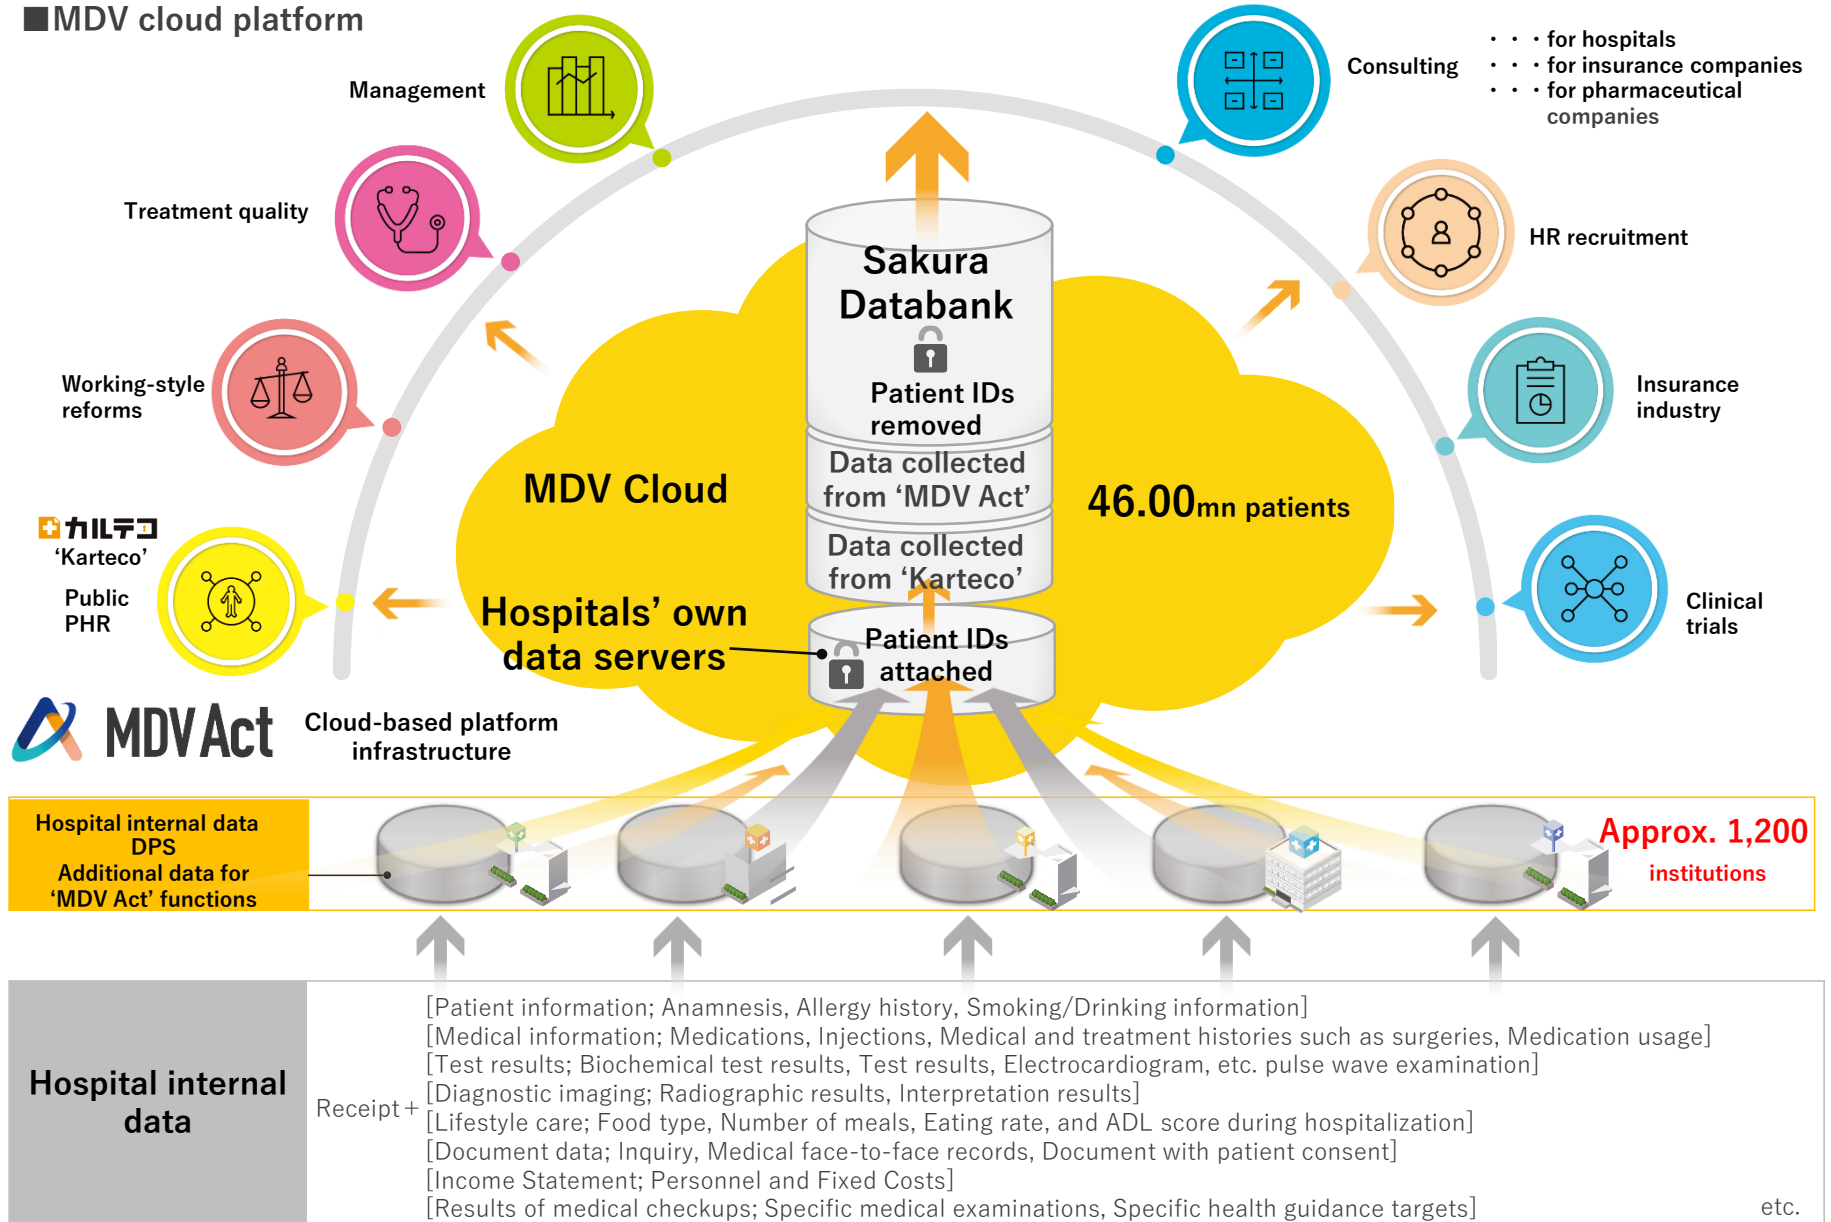 ■MDV cloud platform
Management
Treatment quality
Working-style
reforms
カルテコ
‘Karteco’
Public
PHR
Consulting
・・・for hospitals
・・・for insurance companies
・・・for pharmaceutical
companies
HR recruitment
Insurance
industry
Clinical
trials
Sakura
Databank
Patient IDs
removed
Data collected
from ‘MDV Act’
Data collected
from ‘Karteco’
MDV Cloud
46.00mn patients
Hospitals’ own
data servers
Patient IDs
attached
MDV Act
Cloud-based platform
infrastructure
Hospital internal data
DPS
Additional data for
‘MDV Act’ functions
Approx. 1,200
institutions
Hospital internal
data
Receipt+
[Patient information; Anamnesis, Allergy history, Smoking/Drinking information]
[Medical information; Medications, Injections, Medical and treatment histories such as surgeries, Medication usage]
[Test results; Biochemical test results, Test results, Electrocardiogram, etc. pulse wave examination]
[Diagnostic imaging; Radiographic results, Interpretation results]
[Lifestyle care; Food type, Number of meals, Eating rate, and ADL score during hospitalization]
[Document data; Inquiry, Medical face-to-face records, Document with patient consent]
[Income Statement; Personnel and Fixed Costs]
[Results of medical checkups; Specific medical examinations, Specific health guidance targets]
etc.